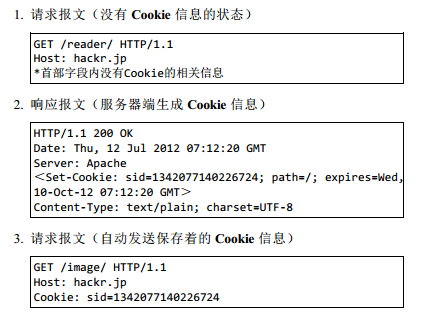 1. 请求报文（没有 Cookie 信息的状态）
GET /reader/ HTTP/1.1
Host: hackr.jp
*首部字段内没有Cookie的相关信息
2. 响应报文（服务器端生成 Cookie 信息）
HTTP/1.1 200 OK
Date: Thu, 12 Jul 2012 07:12:20 GMT
Server: Apache
＜Set-Cookie: sid=1342077140226724; path=/; expires=Wed,
10-Oct-12 07:12:20 GMT＞
Content-Type: text/plain; charset=UTF-8
3. 请求报文（自动发送保存着的 Cookie 信息）
GET /image/ HTTP/1.1
Host: hackr.jp
Cookie: sid=1342077140226724